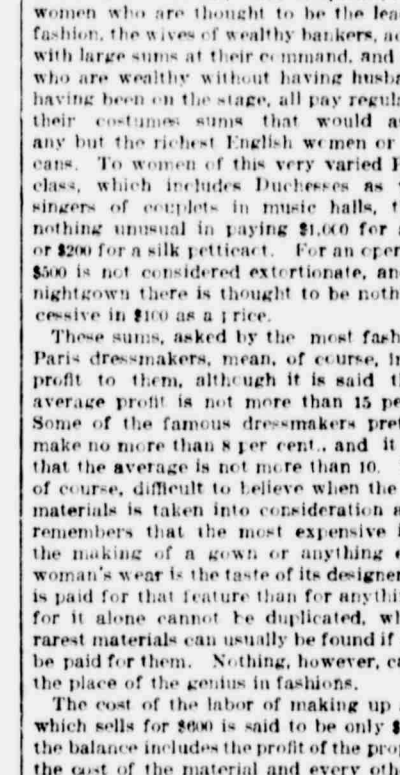 women who are thought to be the lea
fashion, the wives of wealthy bankers, ac
with large sums at their command, and
who are wealthy without having husba
having been on the stage, all pay regula
their costumes sums that would a
any but the richest English women or
cans. To women of this very varied P
class, which includes Duchesses as
singers of couplets in music halls, t
nothing unusual in paying $1,000 for
or $200 for a silk petticoat. For an oper
$500 is not considered extortionate, an
nightgown there is thought to be noth
cessive in $100 as a price.
These sums, asked by the most fash
Paris dressmakers, mean, of course, 
profit to them, although it is said t
average profit is not more than 15 pe
Some of the famous dressmakers pret
make no more than 8 per cent., and it
that the average is not more than 10.
of course, difficult to believe when the
materials is taken into consideration a
remembers that the most expensive i
the making of a gown or anything e
woman's wear is the taste of its designer
is paid for that feature than for anythi
for it alone cannot be duplicated, wh
rarest materials can usually be found if
be paid for them. Nothing, however, ca
the place of the genius in fashions.
The cost of the labor of making up
which sells for $600 is said to be only $
the balance includes the profit of the prop
the cost of the material and every oth